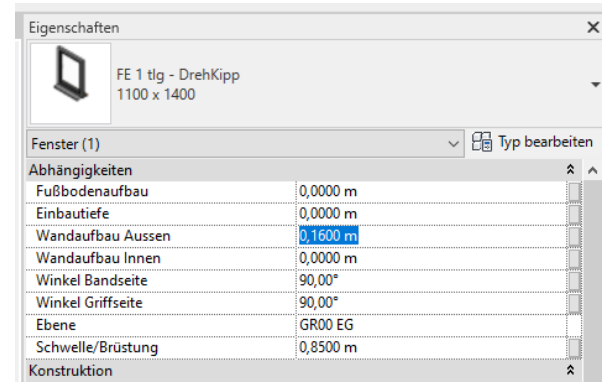 Eigenschaften
FE 1 tlg - DrehKipp
1100 x 1400
Fenster (1) Typ bearbeiten
Abhängigkeiten
Fußbodenaufbau 0,0000 m
Einbautiefe 0,0000 m
Wandaufbau Aussen 0,1600 m
Wandaufbau Innen 0,0000 m
Winkel Bandseite 90,00°
Winkel Griffseite 90,00°
Ebene GR00 EG
Schwelle/Brüstung 0,8500 m
Konstruktion